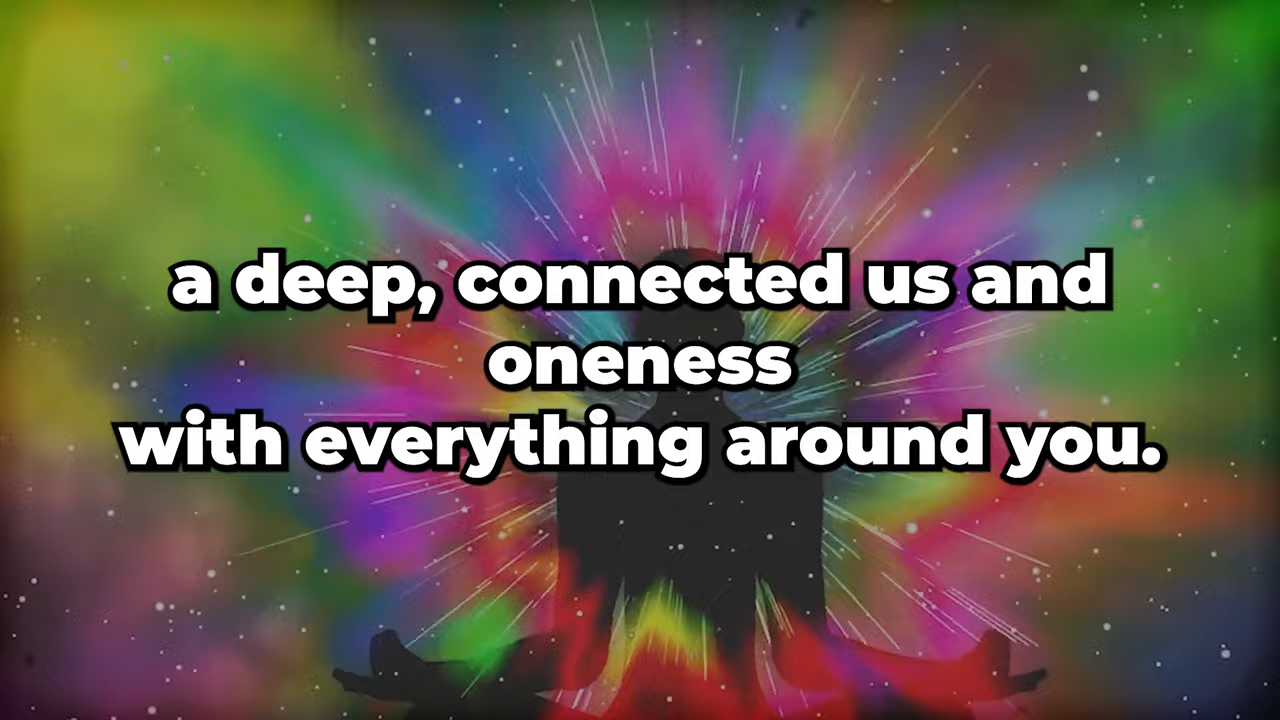 a deep, connected us and
oneness
with everything around you.